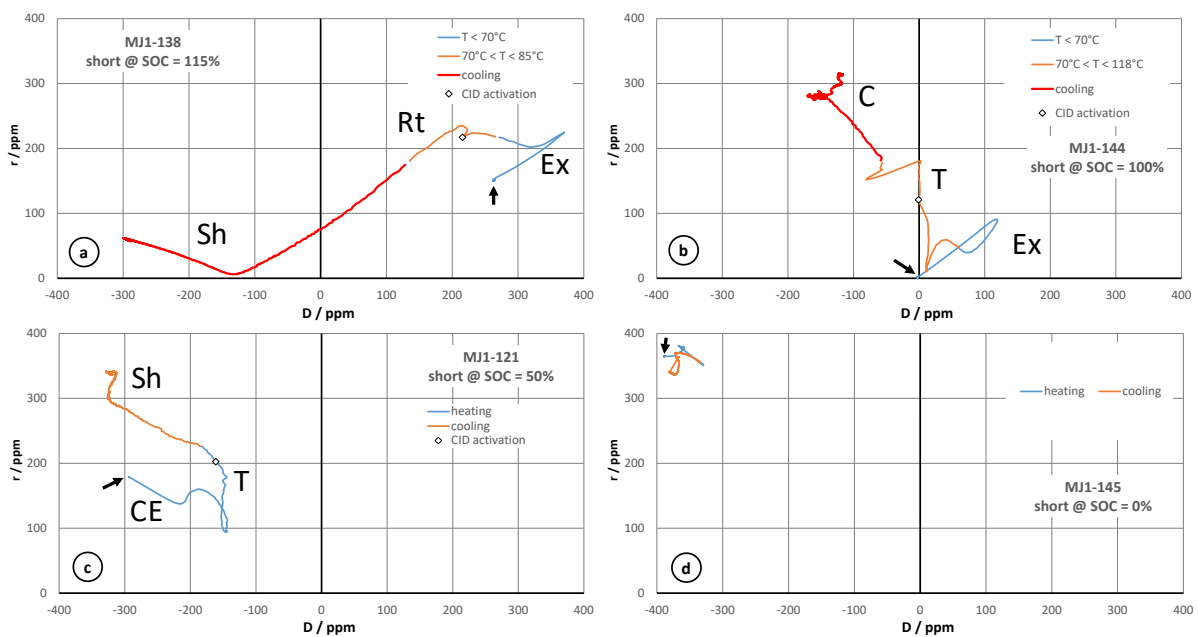 400
300
200
100
0
-400 -300 -200 -100 0 100 200 300 400
r / ppm
D / ppm
MJ1-138
short @ SOC = 115%
T < 70°C
70°C < T < 85°C
cooling
CID activation
Rt
Ex
Sh
a
400
300
200
100
0
-400 -300 -200 -100 0 100 200 300 400
r / ppm
D / ppm
T < 70°C
70°C < T < 118°C
cooling
CID activation
MJ1-144
short @ SOC = 100%
C
T
Ex
b
400
300
200
100
0
-400 -300 -200 -100 0 100 200 300 400
r / ppm
D / ppm
MJ1-121
short @ SOC = 50%
heating
cooling
CID activation
Sh
T
CE
c
400
300
200
100
0
-400 -300 -200 -100 0 100 200 300 400
r / ppm
D / ppm
heating cooling
MJ1-145
short @ SOC = 0%
d